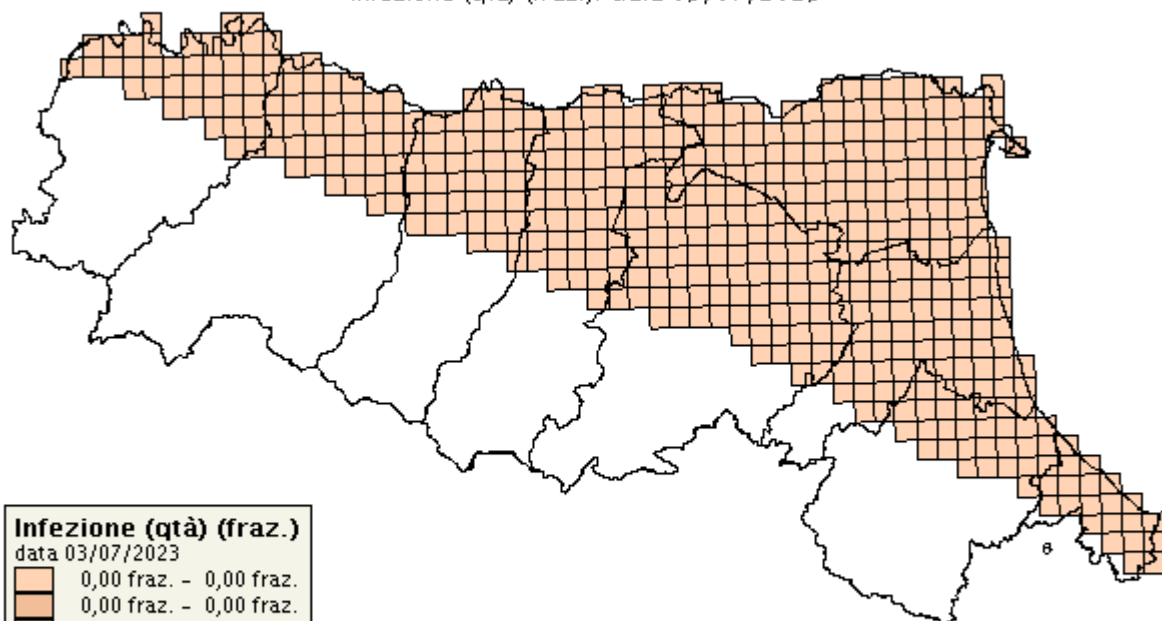 Infezione (qtà) (fraz.)
data 03/07/2023
0,00 fraz. - 0,00 fraz.
0,00 fraz. - 0,00 fraz.